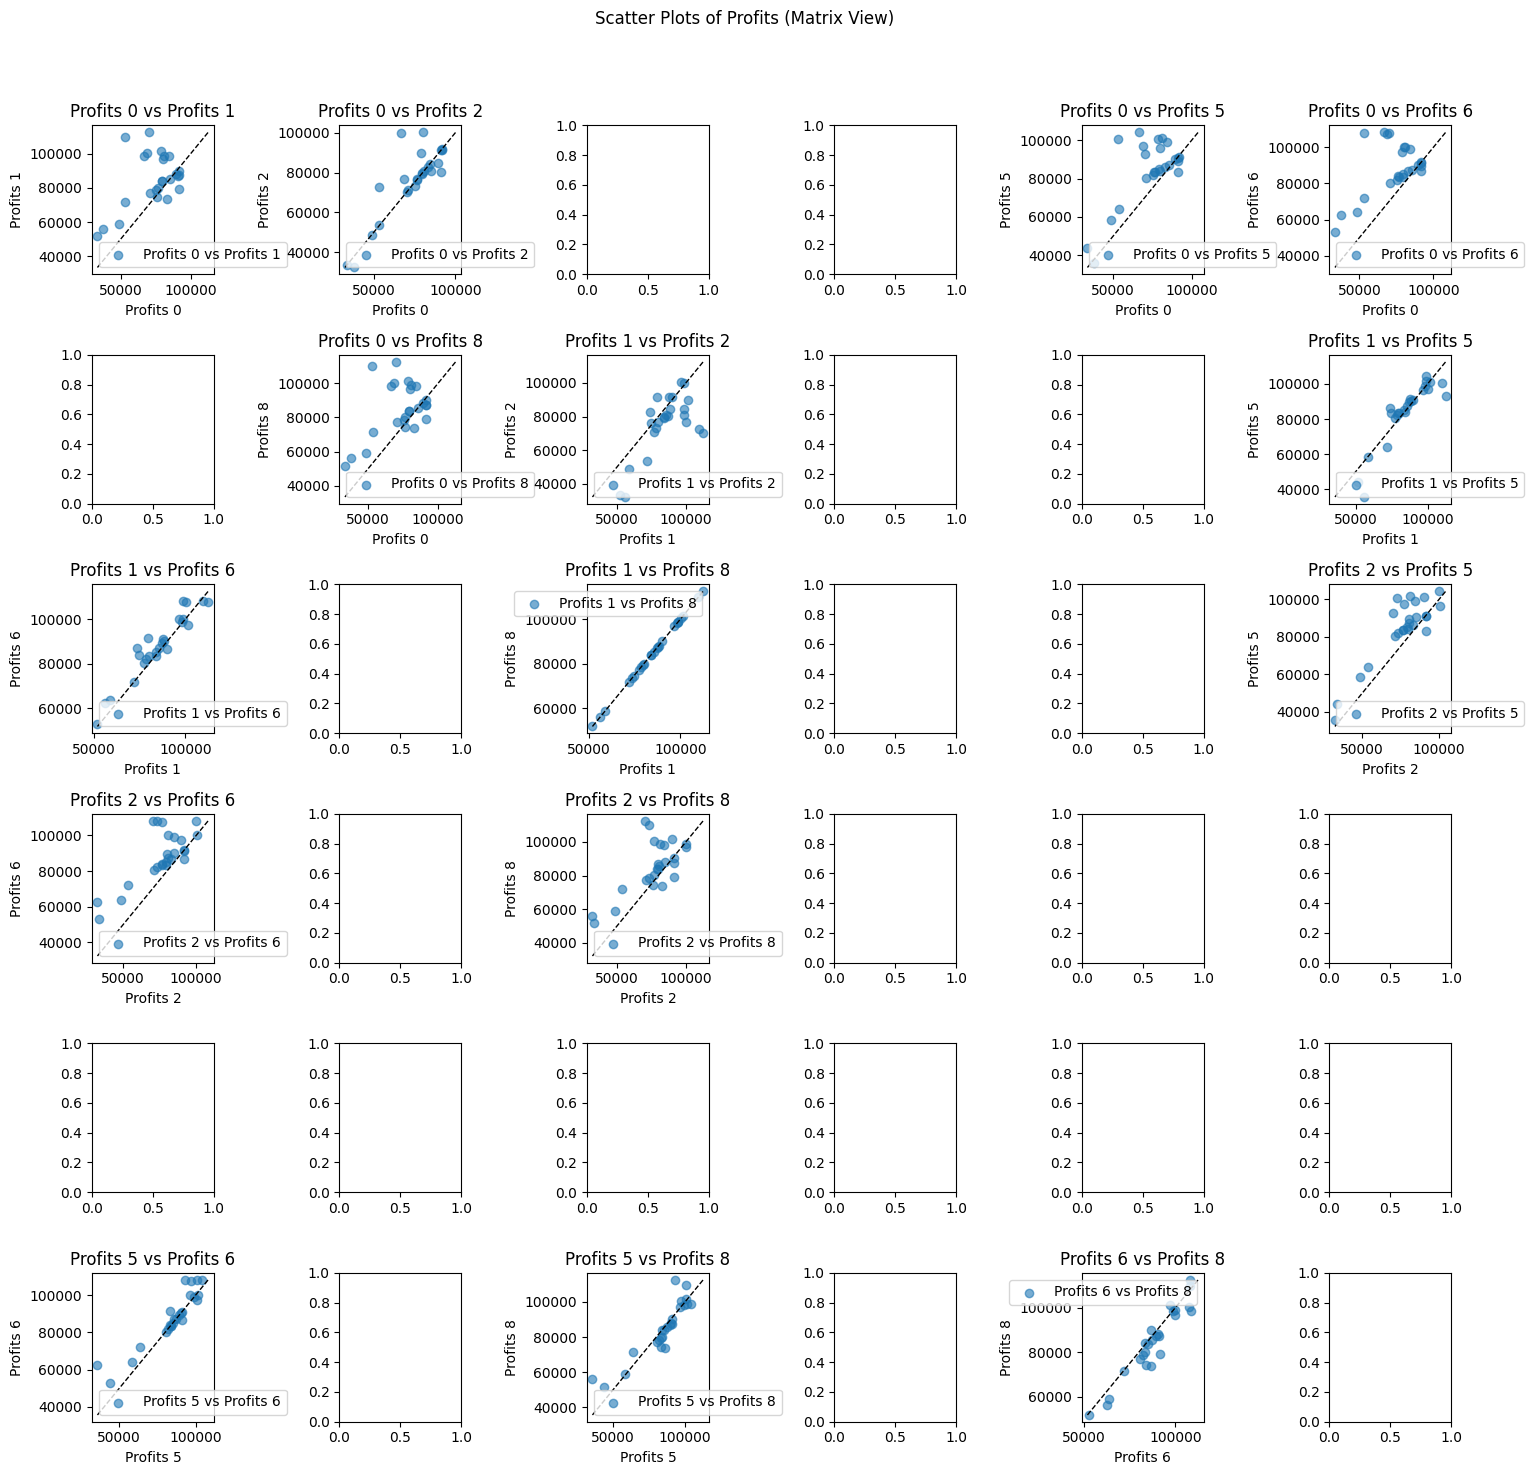 Scatter Plots of Profits (Matrix View)
Profits 0 vs Profits 1 Profits 0 vs Profits 2 Profits 0 vs Profits 5 Profits 0 vs Profits 6
1.0 1.0
100000 100000 0.8 0.8 100000 100000
80000 80000 0.6 0.6 80000 80000
Profits 1 Profits 2 Profits 5 Profits 6
60000 60000 0.4 0.4 60000 60000
40000 40000 0.2 0.2 40000 40000
Profits 0 vs Profits 1 Profits 0 vs Profits 2 Profits 0 vs Profits 5 Profits 0 vs Profits 6
0.0 0.0
50000 100000 50000 100000 0.0 0.5 1.0 0.0 0.5 1.0 50000 100000 50000 100000
Profits 0 Profits 0 Profits 0 Profits 0
Profits 0 vs Profits 8 Profits 1 vs Profits 2 Profits 1 vs Profits 5
1.0 1.0 1.0
0.8 100000 100000 0.8 0.8 100000
0.6 80000 80000 0.6 0.6 80000
Profits 8 Profits 2 Profits 5
0.4 60000 60000 0.4 0.4 60000
0.2 40000 40000 0.2 0.2 40000
Profits 0 vs Profits 8 Profits 1 vs Profits 2 Profits 1 vs Profits 5
0.0 0.0 0.0
0.0 0.5 1.0 50000 100000 50000 100000 0.0 0.5 1.0 0.0 0.5 1.0 50000 100000
Profits 0 Profits 1 Profits 1
Profits 1 vs Profits 6 Profits 1 vs Profits 8 Profits 2 vs Profits 5
1.0 1.0 1.0
Profits 1 vs Profits 8
100000 0.8 100000 0.8 0.8 100000
80000 0.6 80000 0.6 0.6 80000
Profits 6 Profits 8 Profits 5
60000 0.4 60000 0.4 0.4 60000
0.2 0.2 0.2 40000
Profits 1 vs Profits 6 Profits 2 vs Profits 5
0.0 0.0 0.0
50000 100000 0.0 0.5 1.0 50000 100000 0.0 0.5 1.0 0.0 0.5 1.0 50000 100000
Profits 1 Profits 1 Profits 2
Profits 2 vs Profits 6 Profits 2 vs Profits 8
1.0 1.0 1.0 1.0
100000 0.8 100000 0.8 0.8 0.8
80000 0.6 80000 0.6 0.6 0.6
Profits 6 Profits 8
60000 0.4 60000 0.4 0.4 0.4
40000 0.2 40000 0.2 0.2 0.2
Profits 2 vs Profits 6 Profits 2 vs Profits 8
0.0 0.0 0.0 0.0
50000 100000 0.0 0.5 1.0 50000 100000 0.0 0.5 1.0 0.0 0.5 1.0 0.0 0.5 1.0
Profits 2 Profits 2
1.0 1.0 1.0 1.0 1.0 1.0
0.8 0.8 0.8 0.8 0.8 0.8
0.6 0.6 0.6 0.6 0.6 0.6
0.4 0.4 0.4 0.4 0.4 0.4
0.2 0.2 0.2 0.2 0.2 0.2
0.0 0.0 0.0 0.0 0.0 0.0
0.0 0.5 1.0 0.0 0.5 1.0 0.0 0.5 1.0 0.0 0.5 1.0 0.0 0.5 1.0 0.0 0.5 1.0
Profits 5 vs Profits 6 Profits 5 vs Profits 8 Profits 6 vs Profits 8
1.0 1.0 1.0
Profits 6 vs Profits 8
100000 0.8 100000 0.8 100000 0.8
80000 0.6 80000 0.6 80000 0.6
Profits 6 Profits 8 Profits 8
60000 0.4 60000 0.4 60000 0.4
40000 0.2 40000 0.2 0.2
Profits 5 vs Profits 6 Profits 5 vs Profits 8
0.0 0.0 0.0
50000 100000 0.0 0.5 1.0 50000 100000 0.0 0.5 1.0 50000 100000 0.0 0.5 1.0
Profits 5 Profits 5 Profits 6